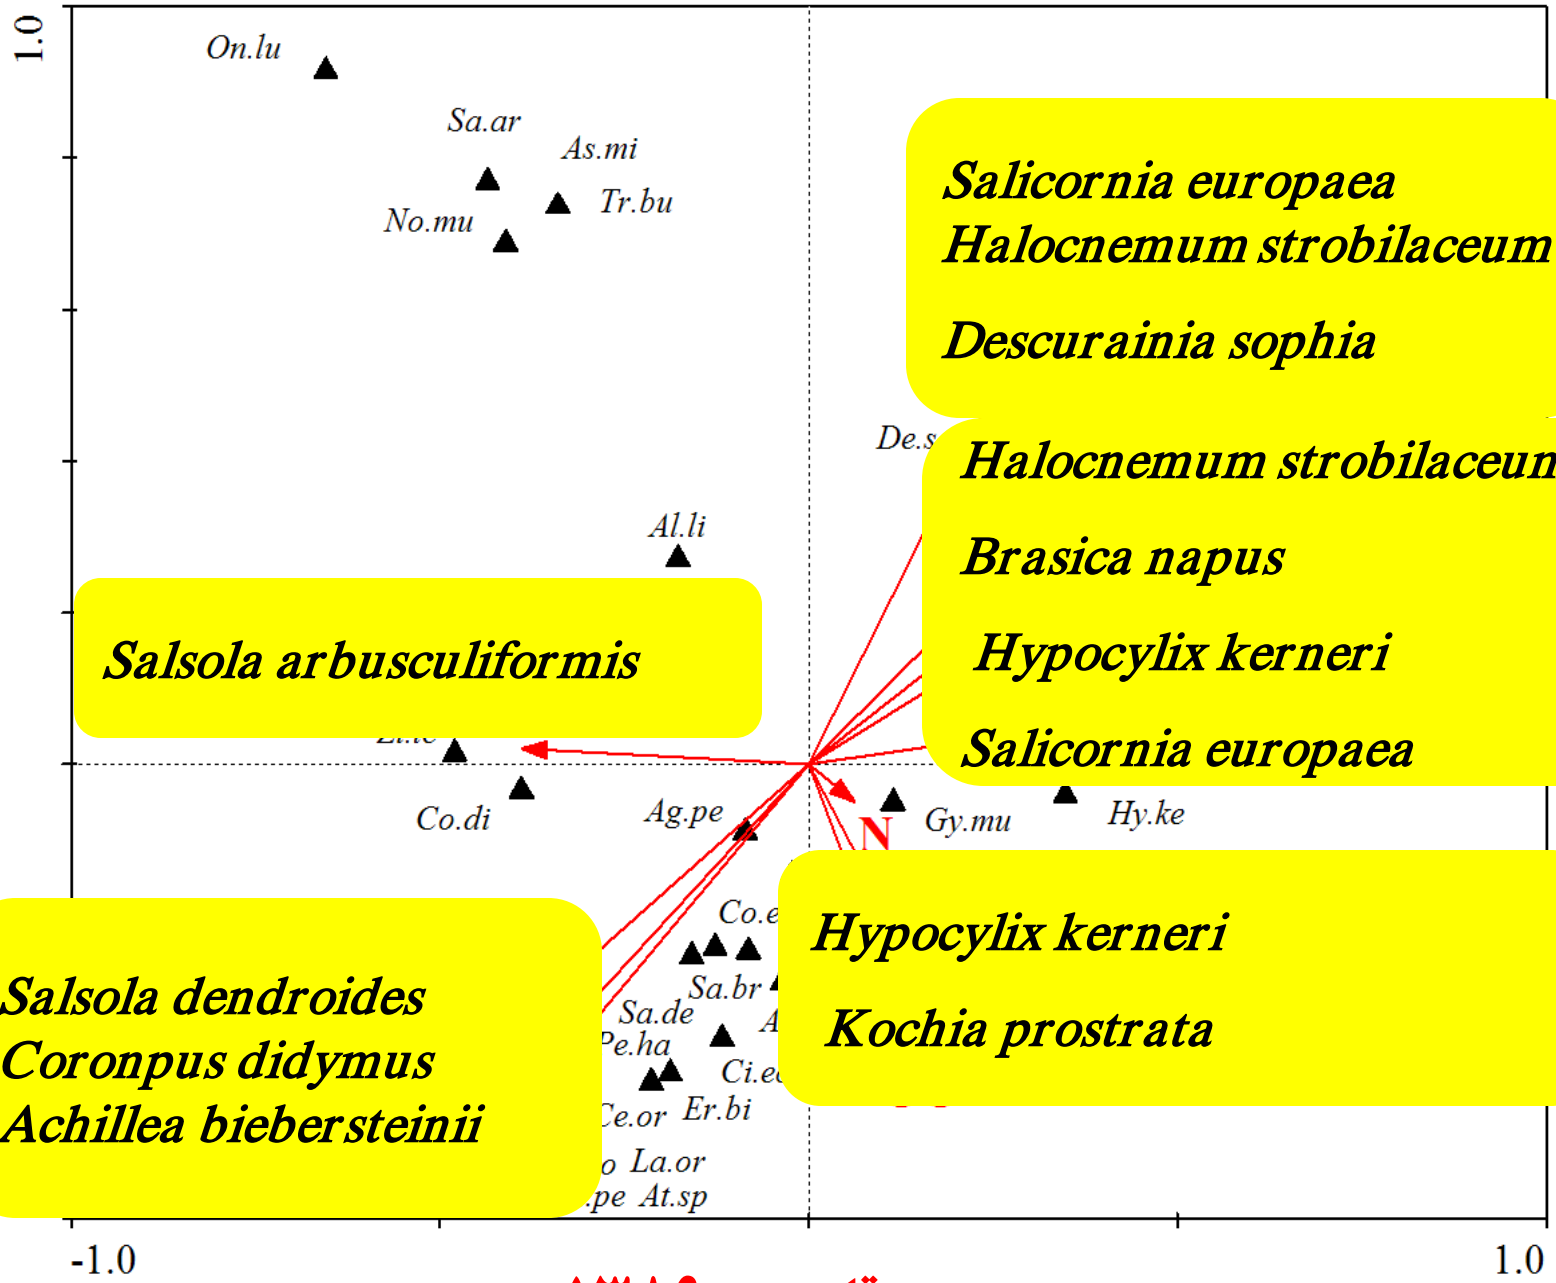 1.0
On.lu
Sa.ar
As.mi
Tr.bu
No.mu
Salicornia europaea
Halocnemum strobilaceum
Descurainia sophia
De.s
Halocnemum strobilaceum
Brasica napus
Hypocylix kerneri
Salicornia europaea
Al.li
Salsola arbusculiformis
Co.di
Ag.pe
N
Gy.mu
Hy.ke
Co.e
Sa.br
Sa.de
A
Pe.ha
Ci.ec
Ce.or
Er.bi
o La.or
.pe At.sp
Hypocylix kerneri
Kochia prostrata
Salsola dendroides
Coronpus didymus
Achillea biebersteinii
-1.0
1.0